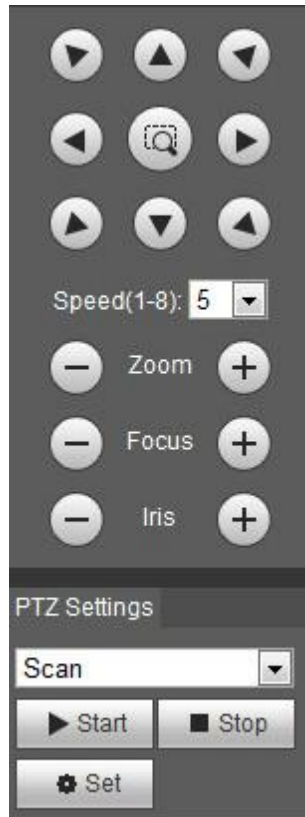 Speed(1-8): 5
Zoom
Focus
Iris
PTZ Settings
Scan
Start Stop
Set